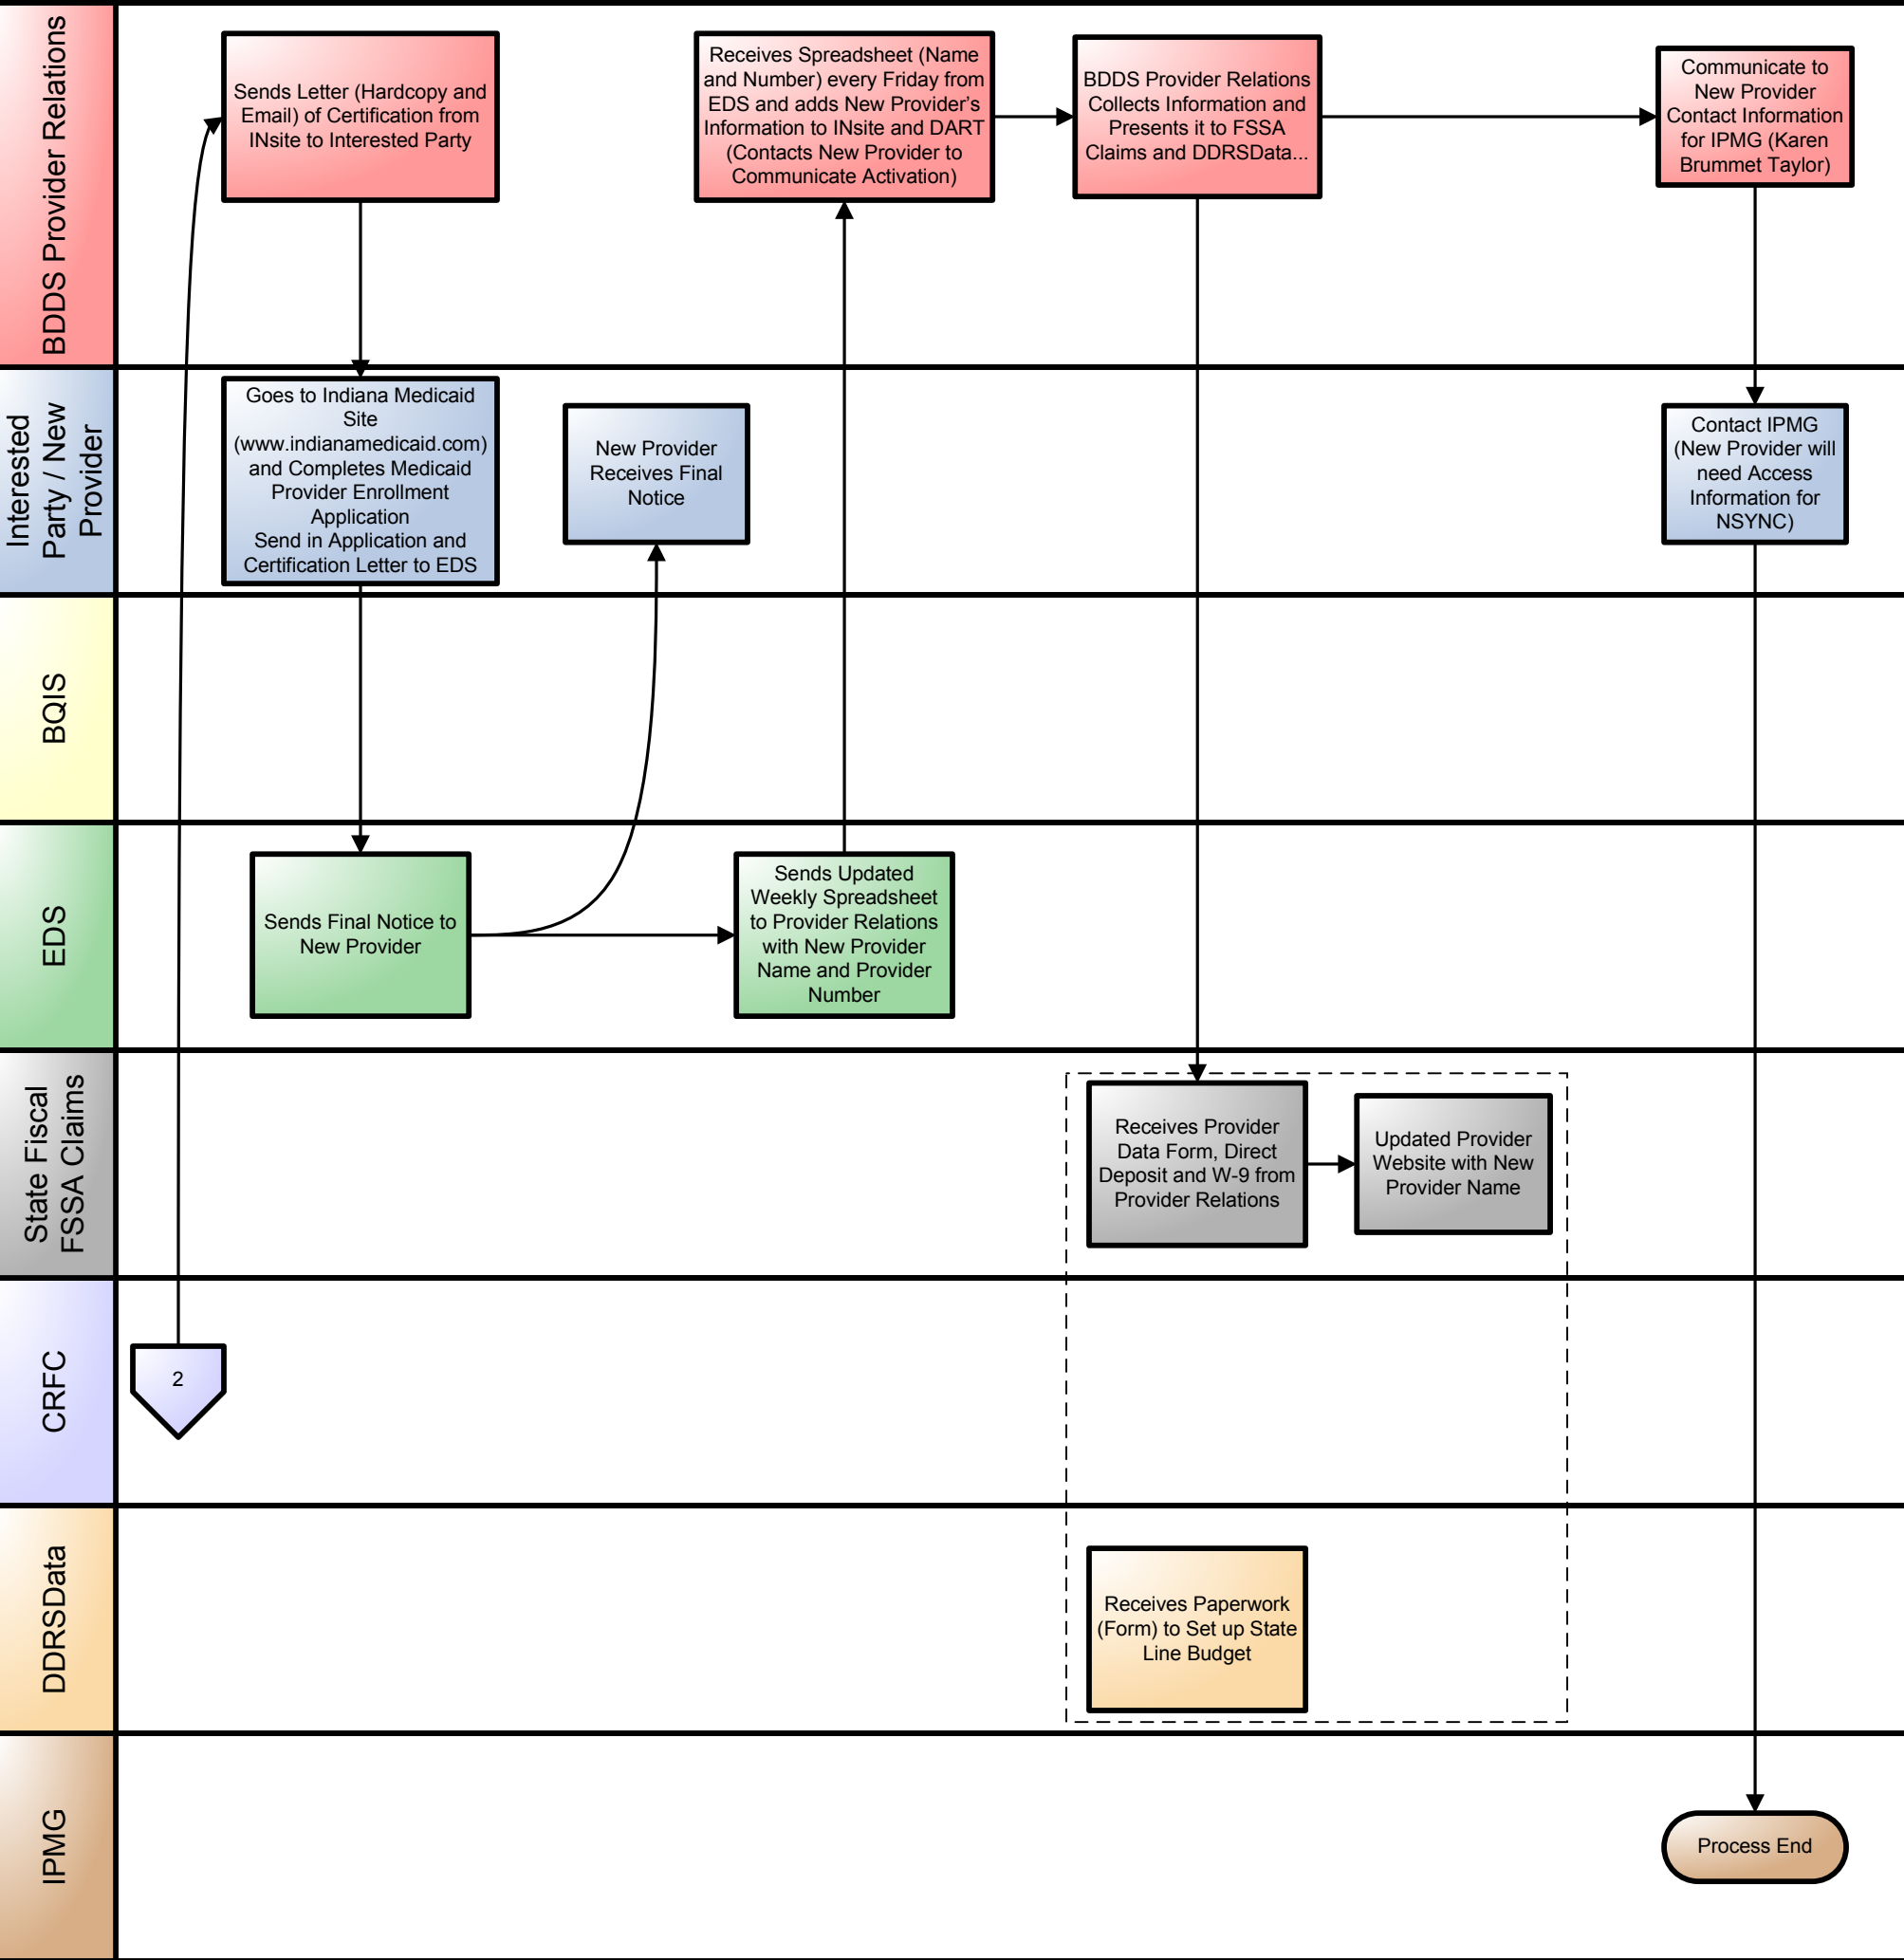 BDDS Provider Relations
Sends Letter (Hardcopy and
Email) of Certification from
INsite to Interested Party
Receives Spreadsheet (Name
and Number) every Friday from
EDS and adds New Provider’s
Information to INsite and DART
(Contacts New Provider to
Communicate Activation)
BDDS Provider Relations
Collects Information and
Presents it to FSSA
Claims and DDRSData...
Communicate to
New Provider
Contact Information
for IPMG (Karen
Brummet Taylor)
Interested
Party / New
Provider
Goes to Indiana Medicaid
Site
(www.indianamedicaid.com)
and Completes Medicaid
Provider Enrollment
Application
Send in Application and
Certification Letter to EDS
New Provider
Receives Final
Notice
Contact IPMG
(New Provider will
need Access
Information for
NSYNC)
BQIS
EDS
Sends Final Notice to
New Provider
Sends Updated
Weekly Spreadsheet
to Provider Relations
with New Provider
Name and Provider
Number
State Fiscal
FSSA Claims
Receives Provider
Data Form, Direct
Deposit and W-9 from
Provider Relations
Updated Provider
Website with New
Provider Name
CRFC
2
DDRSData
Receives Paperwork
(Form) to Set up State
Line Budget
IPMG
Process End